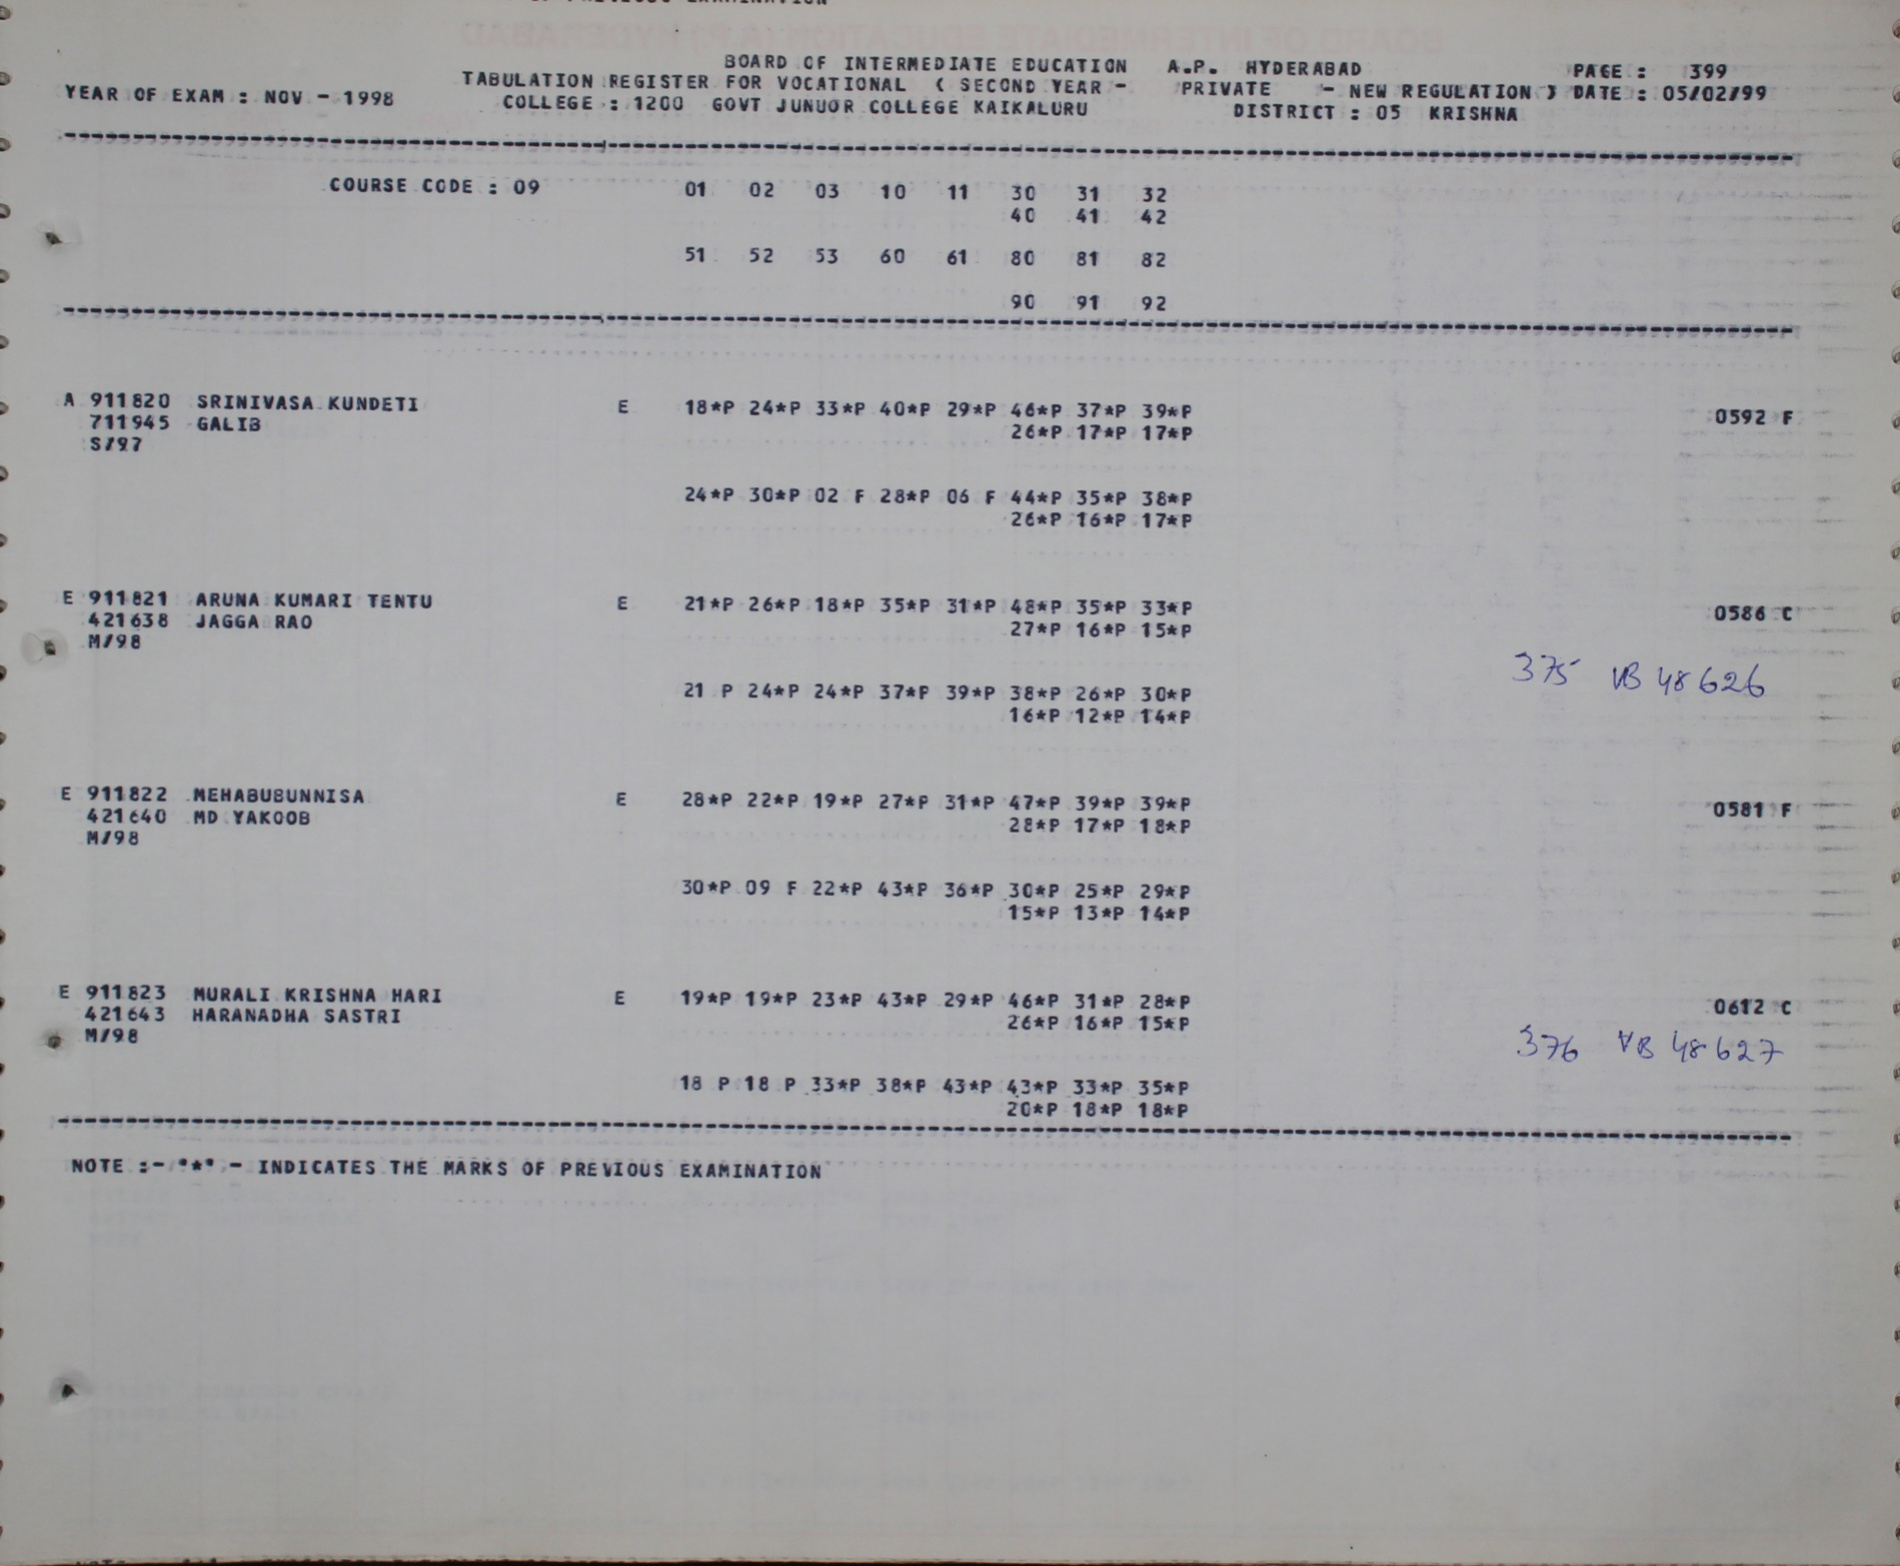 BOARD OF INTERMEDIATE EDUCATION A.P. HYDERABAD PAGE : 399
TABULATION REGISTER FOR VOCATIONAL ( SECOND YEAR - PRIVATE - NEW REGULATION ) DATE : 05/02/99
YEAR OF EXAM : NOV - 1998 COLLEGE : 1200 GOVT JUNUOR COLLEGE KAIKALURU DISTRICT : 05 KRISHNA
COURSE CODE : 09 01 02 03 10 11 30 31 32
40 41 42
51 52 53 60 61 80 81 82
90 91 92
A 911820 SRINIVASA KUNDETI E 18*P 24*P 33*P 40*P 29*P 46*P 37*P 39*P 0592 F
711945 GALIB 26*P 17*P 17*P
S/97
24*P 30*P 02 F 28*P 06 F 44*P 35*P 38*P
26*P 16*P 17*P
E 911821 ARUNA KUMARI TENTU E 21*P 26*P 18*P 35*P 31*P 48*P 35*P 33*P 0586 C
421638 JAGGA RAO 27*P 16*P 15*P
M/98
375 VB 48626
21 P 24*P 24*P 37*P 39*P 38*P 26*P 30*P
16*P 12*P 14*P
E 911822 MEHABUBUNNISA E 28*P 22*P 19*P 27*P 31*P 47*P 39*P 39*P 0581 F
421640 MD YAKOOB 28*P 17*P 18*P
M/98
30*P 09 F 22*P 43*P 36*P 30*P 25*P 29*P
15*P 13*P 14*P
E 911823 MURALI KRISHNA HARI E 19*P 19*P 23*P 43*P 29*P 46*P 31*P 28*P 0612 C
421643 HARANADHA SASTRI 26*P 16*P 15*P
M/98
376 VB 48627
18 P 18 P 33*P 38*P 43*P 43*P 33*P 35*P
20*P 18*P 18*P
NOTE :- "*" - INDICATES THE MARKS OF PREVIOUS EXAMINATION